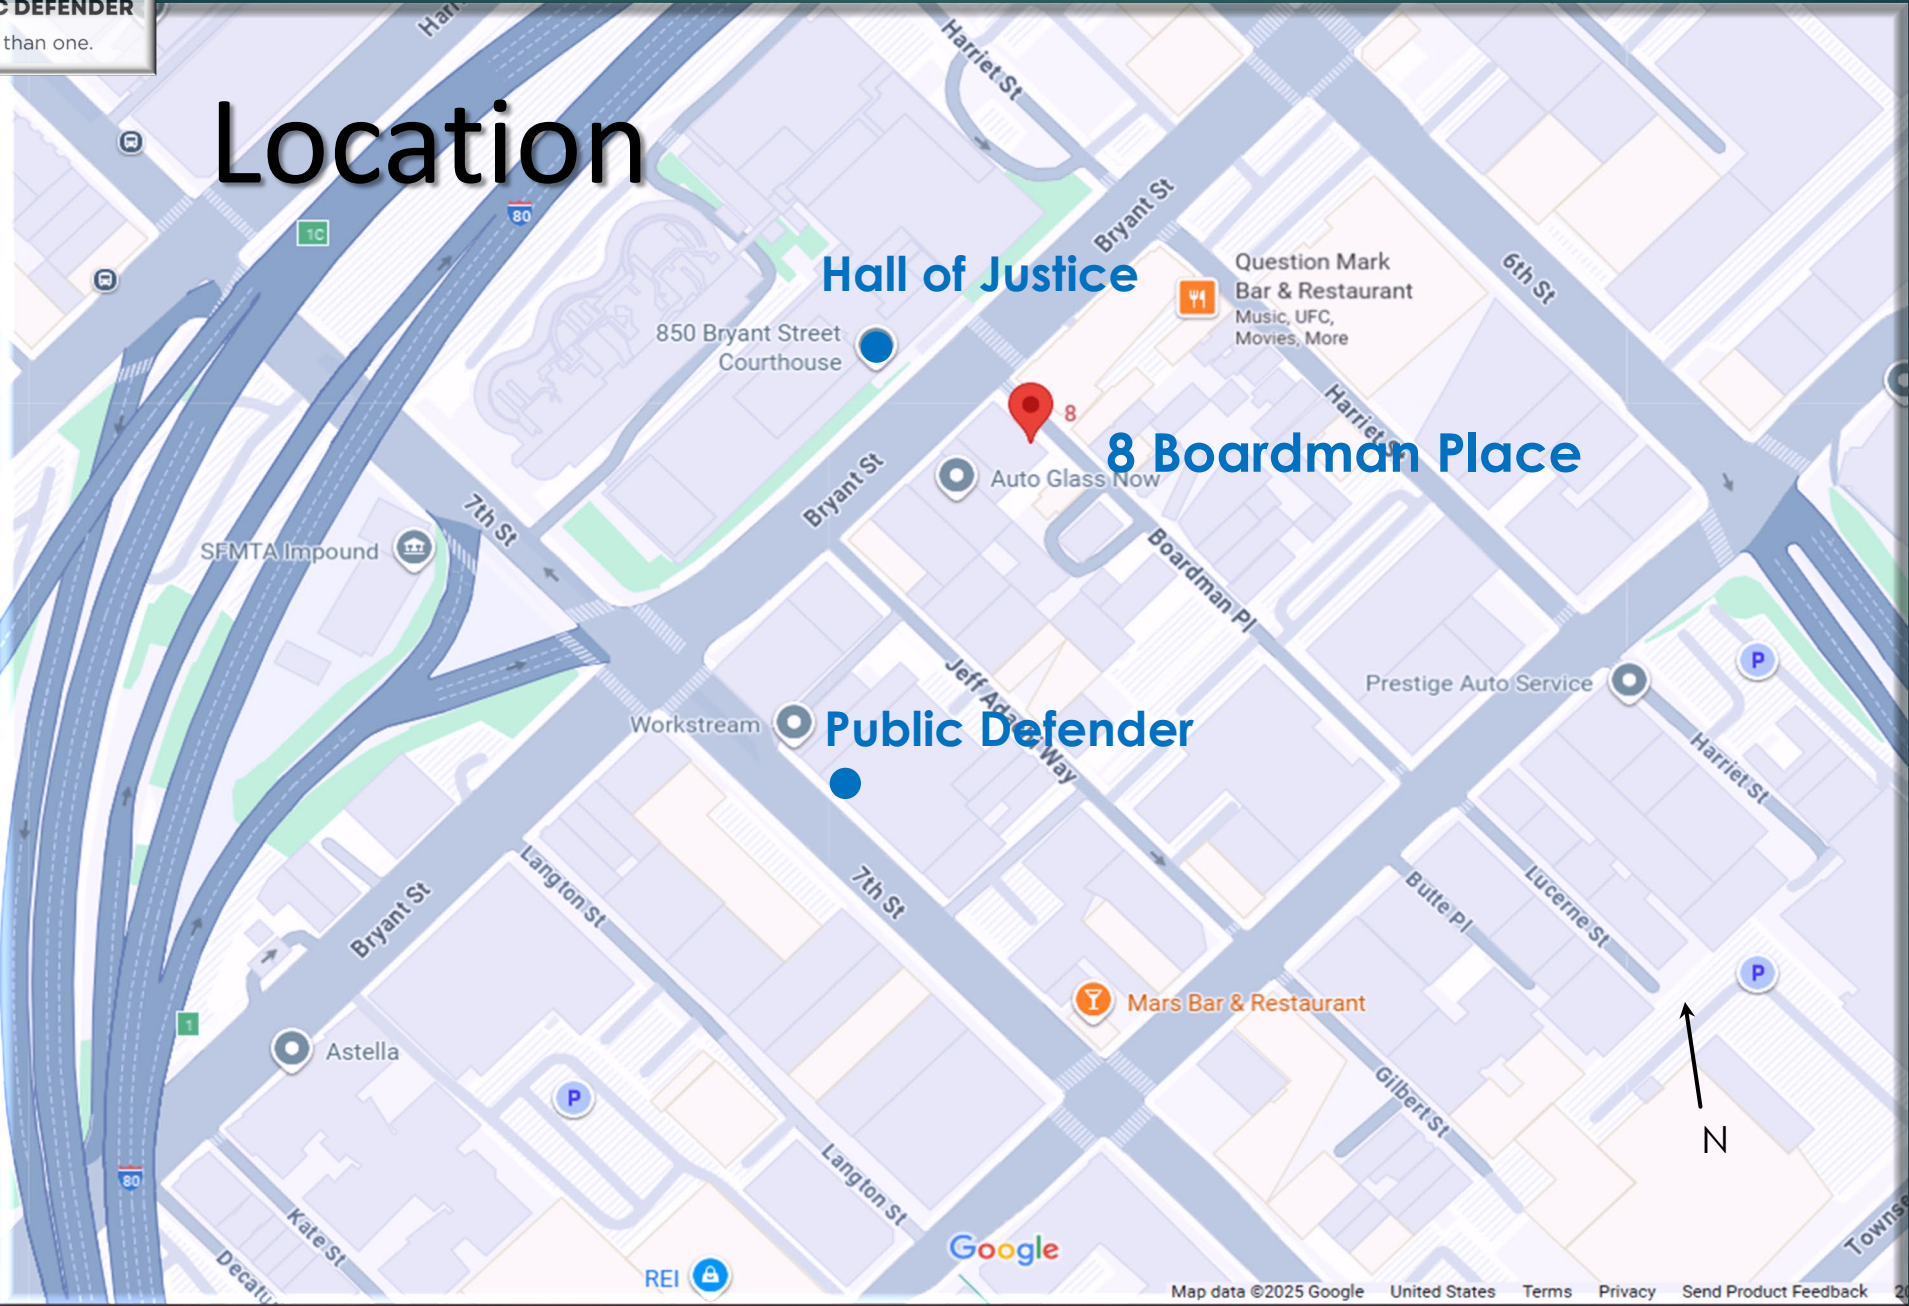 DEFENDER
than one.
Location
Harriet St
Bryant St
6th St
80
1C
Hall of Justice
Question Mark
Bar & Restaurant
Music, UFC,
Movies, More
850 Bryant Street
Courthouse
8
Harriet St
8 Boardman Place
Auto Glass Now
Bryant St
7th St
SFMTA Impound
Boardman Pl
Jeff Adachi Way
Prestige Auto Service
P
Workstream
Public Defender
Harriet St
7th St
Langton St
Bryant St
Butte Pl
Lucerne St
P
Mars Bar & Restaurant
1
Astella
P
Gilbert St
N
80
Langton St
Kate St
REI
Google
Map data ©2025 Google United States Terms Privacy Send Product Feedback